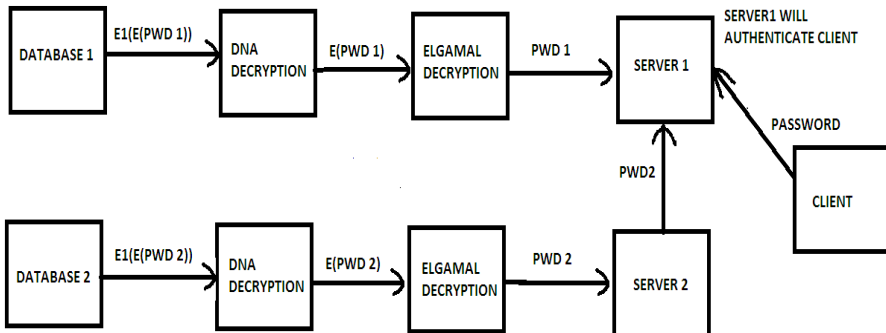 SERVER1 WILL
AUTHENTICATE CLIENT
E1(E(PWD 1))
E(PWD 1)
PWD 1
DATABASE 1
DNA
DECRYPTION
ELGAMAL
DECRYPTION
SERVER 1
PASSWORD
PWD2
CLIENT
E1(E(PWD 2))
E(PWD 2)
PWD 2
DATABASE 2
DNA
DECRYPTION
ELGAMAL
DECRYPTION
SERVER 2